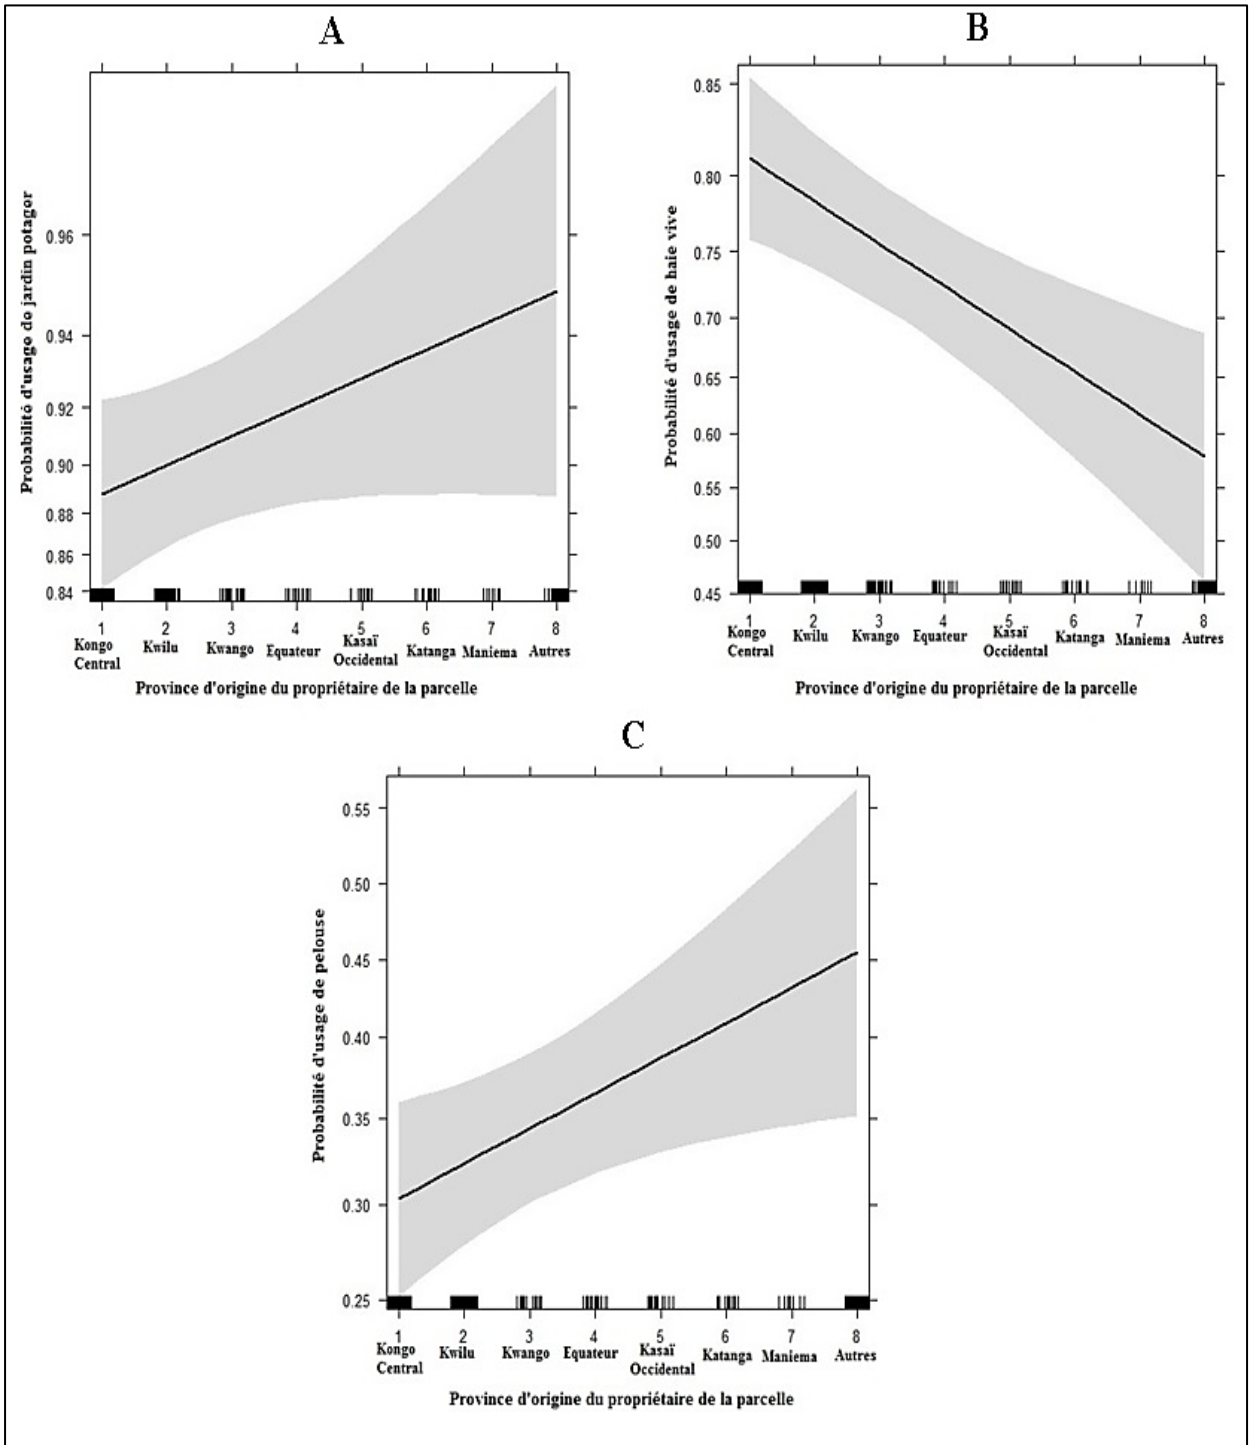 A
Probabilité d'usage de jardin potager
0.96
0.94
0.92
0.90
0.88
0.86
0.84
1 2 3 4 5 6 7 8
Kongo Central Kwilu Kwango Equateur Kasaï Occidental Katanga Maniema Autres
Province d'origine du propriétaire de la parcelle
B
Probabilité d'usage de haie vive
0.85
0.80
0.75
0.70
0.65
0.60
0.55
0.50
0.45
1 2 3 4 5 6 7 8
Kongo Central Kwilu Kwango Equateur Kasaï Occidental Katanga Maniema Autres
Province d'origine du propriétaire de la parcelle
C
Probabilité d'usage de pelouse
0.55
0.50
0.45
0.40
0.35
0.30
0.25
1 2 3 4 5 6 7 8
Kongo Central Kwilu Kwango Equateur Kasaï Occidental Katanga Maniema Autres
Province d'origine du propriétaire de la parcelle